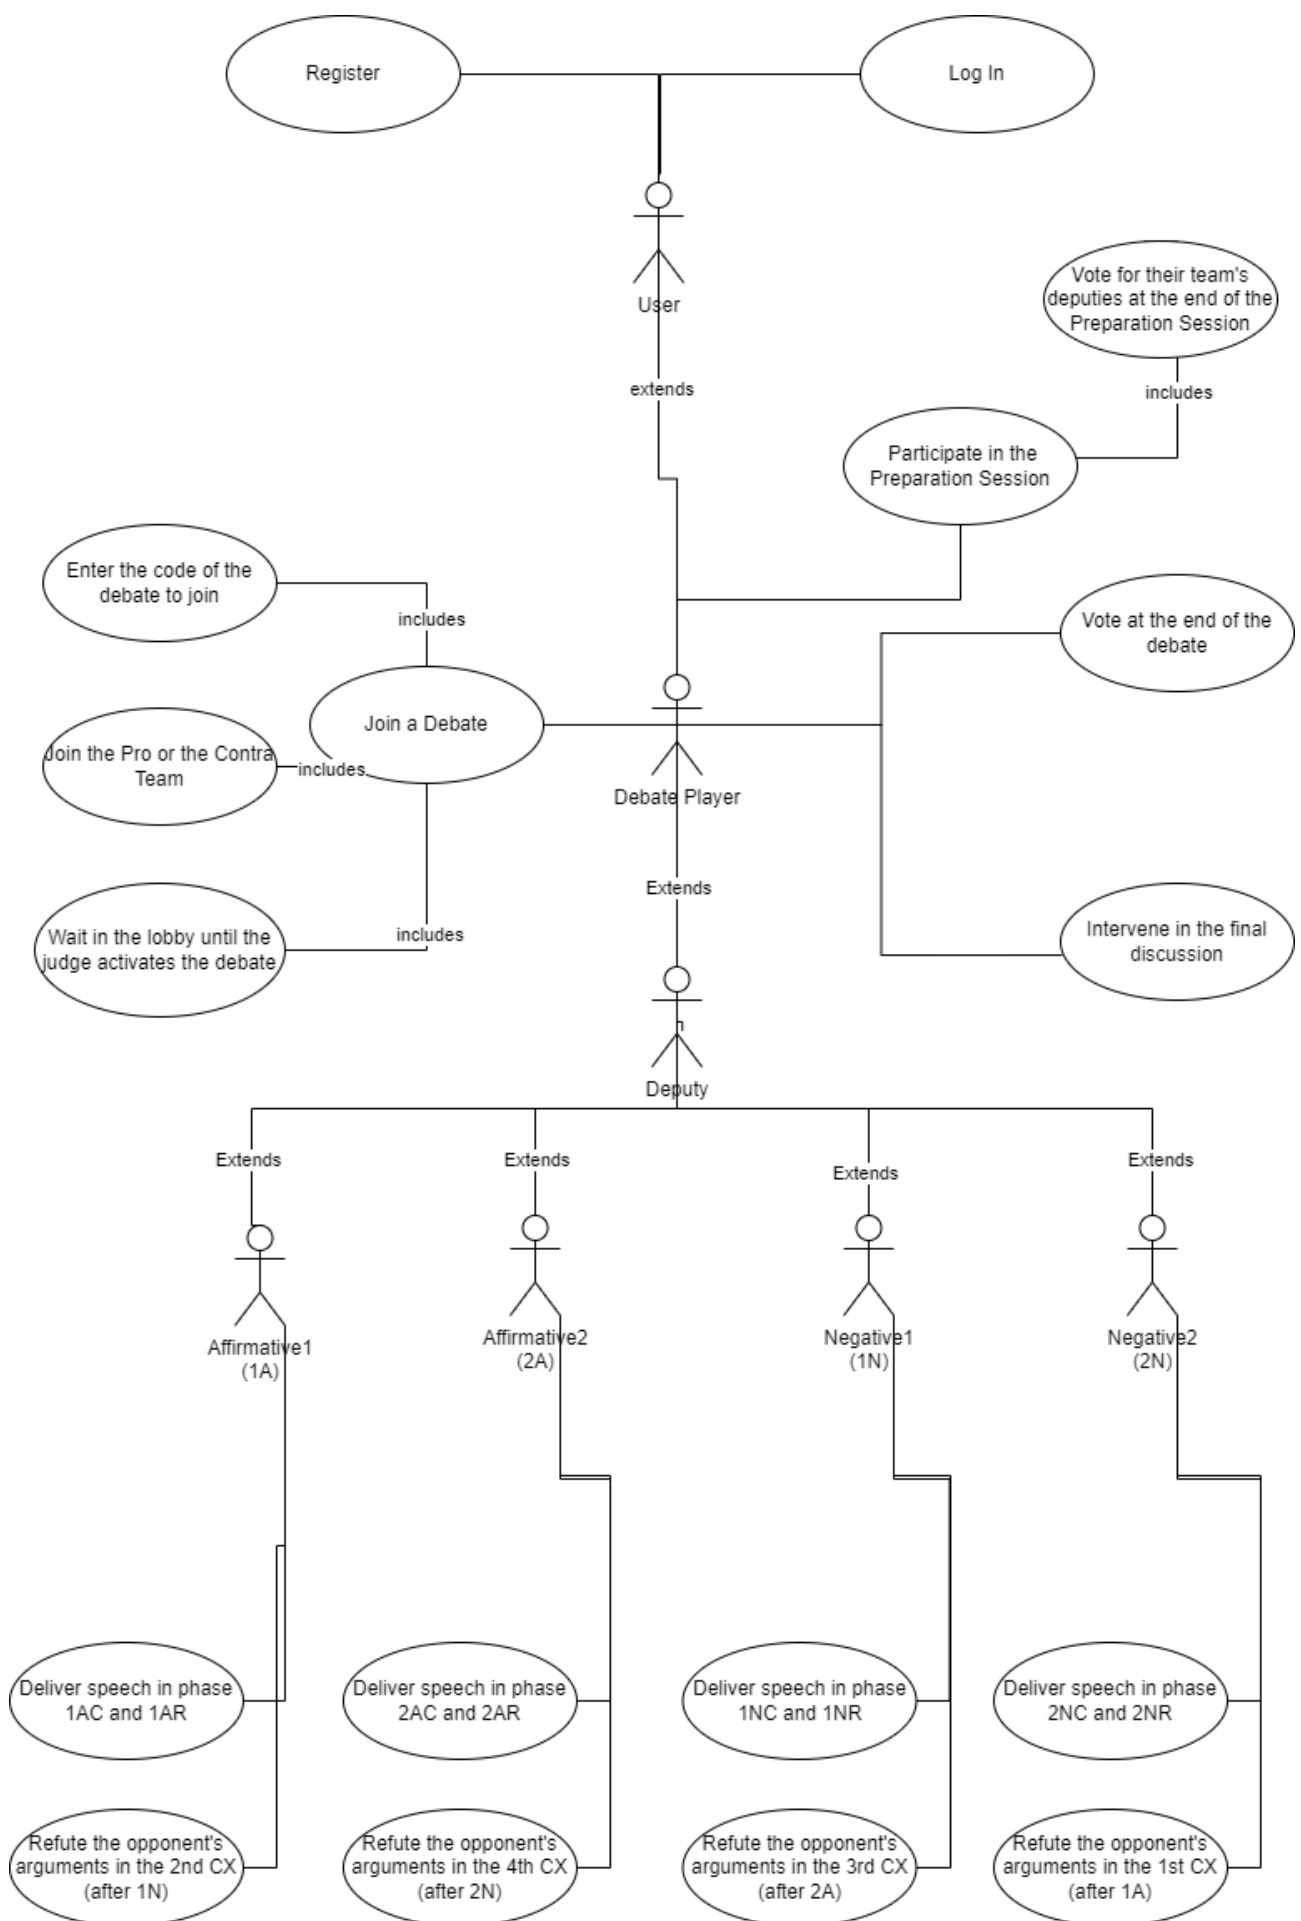 Register
Log In
User
Vote for their team's
deputies at the end of the
Preparation Session
extends
includes
Participate in the
Preparation Session
Enter the code of the
debate to join
includes
Vote at the end of the
debate
Join a Debate
Join the Pro or the Contra
Team
includes
Debate Player
Extends
Wait in the lobby until the
judge activates the debate
includes
Intervene in the final
discussion
Deputy
Extends
Extends
Extends
Extends
Affirmative1
(1A)
Affirmative2
(2A)
Negative1
(1N)
Negative2
(2N)
Deliver speech in phase
1AC and 1AR
Deliver speech in phase
2AC and 2AR
Deliver speech in phase
1NC and 1NR
Deliver speech in phase
2NC and 2NR
Refute the opponent's
arguments in the 2nd CX
(after 1N)
Refute the opponent's
arguments in the 4th CX
(after 2N)
Refute the opponent's
arguments in the 3rd CX
(after 2A)
Refute the opponent's
arguments in the 1st CX
(after 1A)